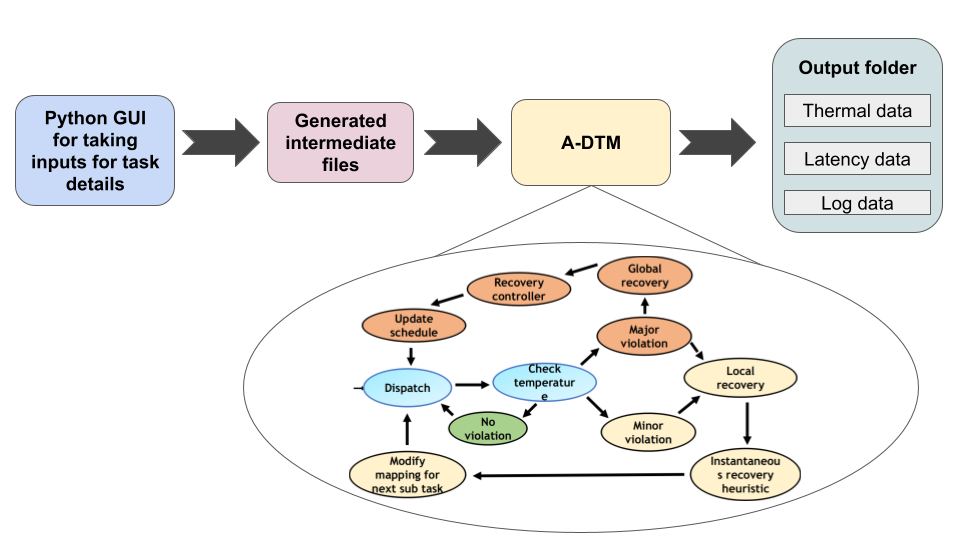 Python GUI
for taking
inputs for task
details
Generated
intermediate
files
A-DTM
Output folder
Thermal data
Latency data
Log data
Global
recovery
Recovery
controller
Update
schedule
Major
violation
Local
recovery
Check
temperatur
e
Dispatch
No
violation
Minor
violation
Modify
mapping for
next sub task
Instantaneou
s recovery
heuristic